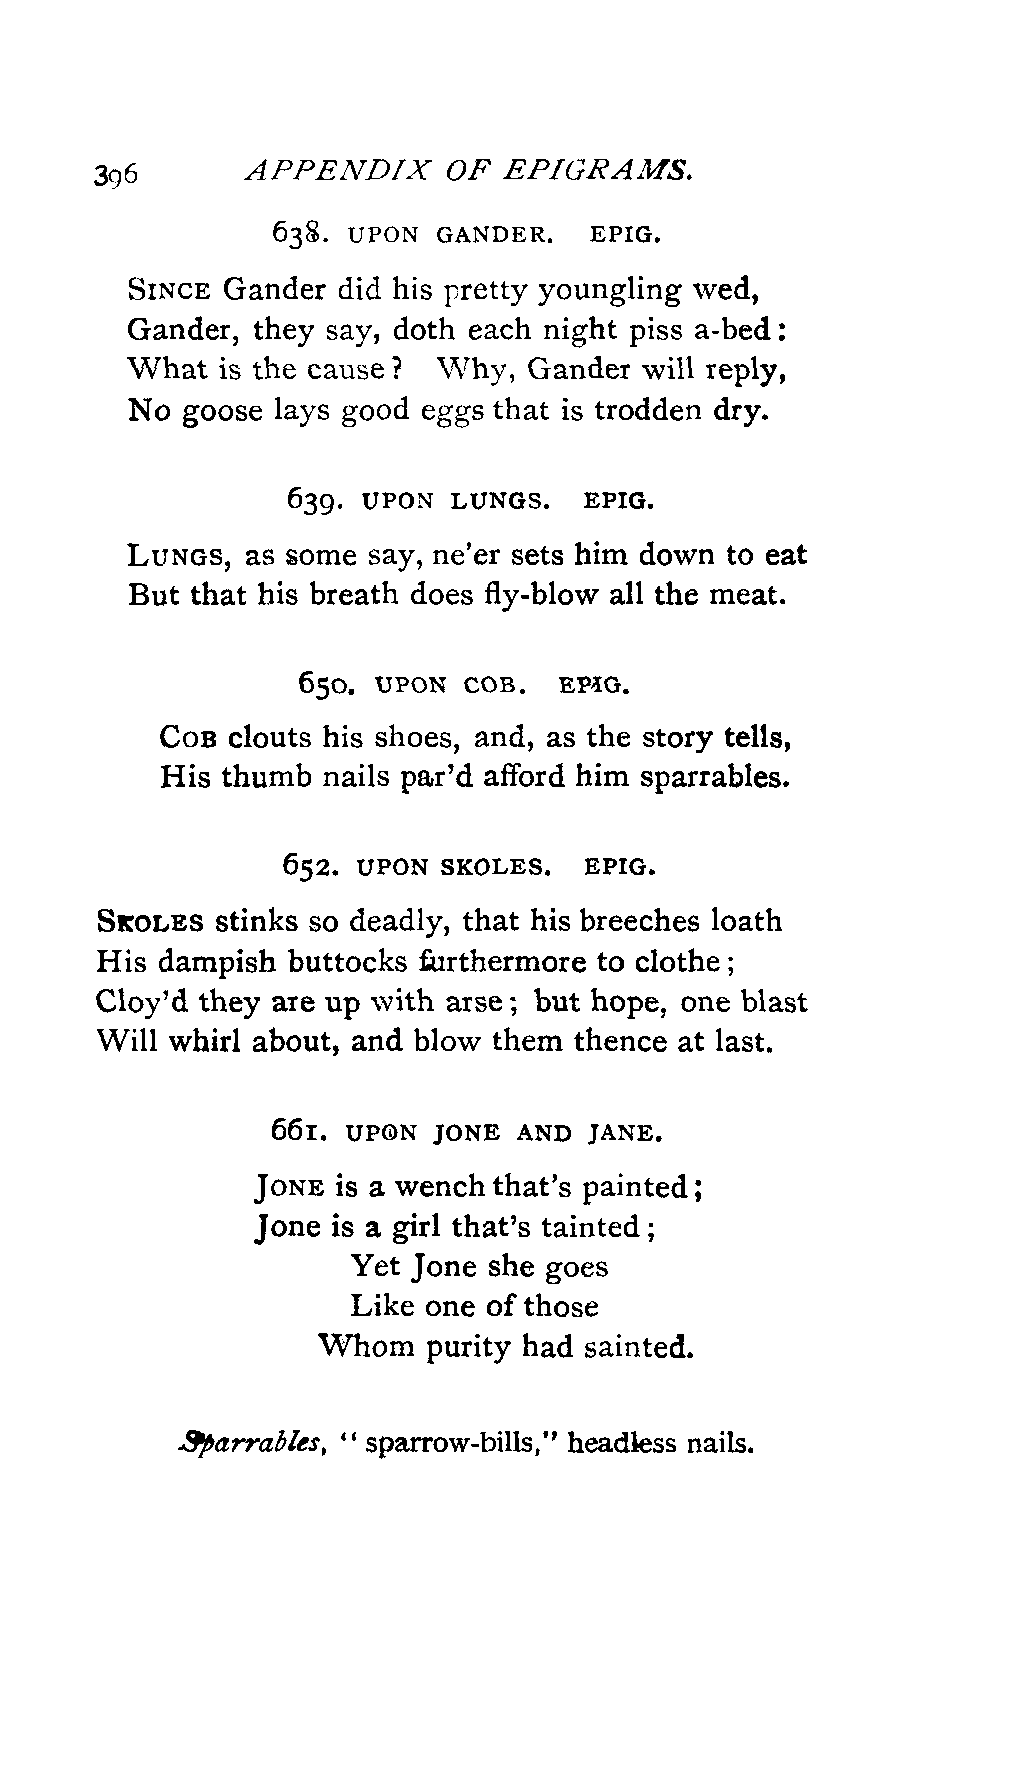 396 APPENDIX OF EPIGRAMS.
638. UPON GANDER. EPIG.
SINCE Gander did his pretty youngling wed,
Gander, they say, doth each night piss a-bed:
What is the cause? Why, Gander will reply,
No goose lays good eggs that is trodden dry.
639. UPON LUNGS. EPIG.
LUNGS, as some say, ne'er sets him down to eat
But that his breath does fly-blow all the meat.
650. UPON COB. EPIG.
COB clouts his shoes, and, as the story tells,
His thumb nails par'd afford him sparrables.
652. UPON SKOLES. EPIG.
SKOLES stinks so deadly, that his breeches loath
His dampish buttocks furthermore to clothe;
Cloy'd they are up with arse; but hope, one blast
Will whirl about, and blow them thence at last.
661. UPON JONE AND JANE.
JONE is a wench that's painted;
Jone is a girl that's tainted;
Yet Jone she goes
Like one of those
Whom purity had sainted.
Sparrables, "sparrow-bills," headless nails.